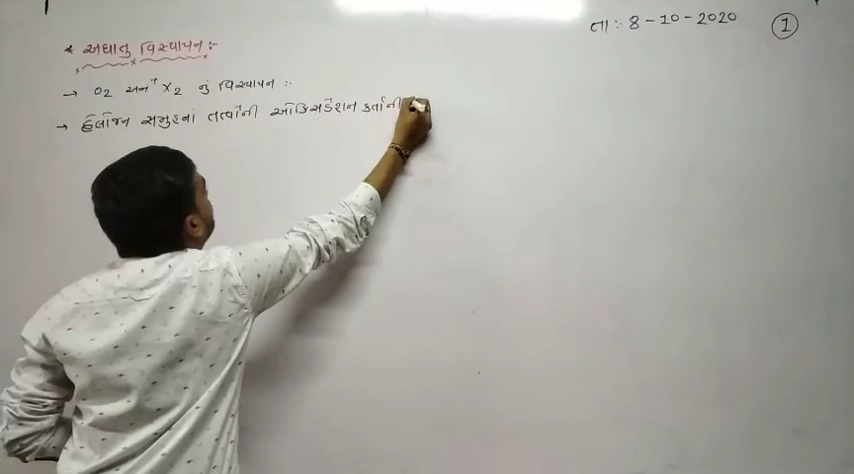 તા :- 8 - 10 - 2020 ①
* અધાતુ વિસ્થાપન :-
→ O₂ અને X₂ નું વિસ્થાપન :-
→ હેલોજન સમુહનાં તત્વોની ઓક્સિડેશન કર્તાની